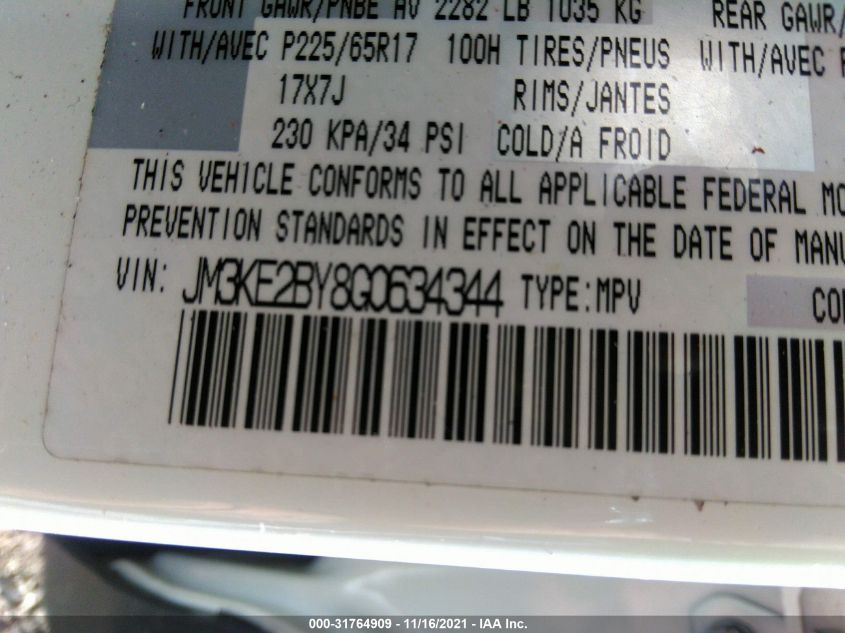 FRONT GAWR/PNBE AV 2282 LB 1035 KG REAR GAWR/
WITH/AVEC P225/65R17 100H TIRES/PNEUS WITH/AVEC P
17X7J RIMS/JANTES
230 KPA/34 PSI COLD/A FROID
THIS VEHICLE CONFORMS TO ALL APPLICABLE FEDERAL MO
PREVENTION STANDARDS IN EFFECT ON THE DATE OF MANU
VIN: JM3KE2BY8G0634344 TYPE:MPV CO
000-31764909 - 11/16/2021 - IAA Inc.